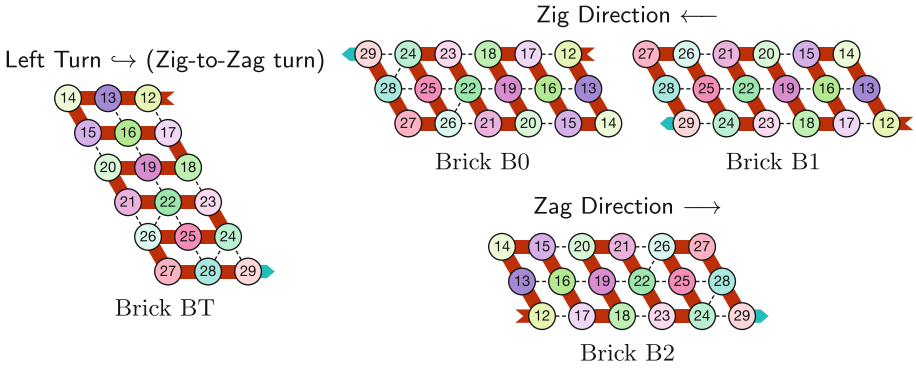 Zig Direction ←—
Left Turn ↪ (Zig-to-Zag turn)
14 13 12
15 16 17
20 19 18
21 22 23
26 25 24
27 28 29
Brick BT
29 24 23 18 17 12
28 25 22 19 16 13
27 26 21 20 15 14
Brick B0
27 26 21 20 15 14
28 25 22 19 16 13
29 24 23 18 17 12
Brick B1
Zag Direction —→
14 15 20 21 26 27
13 16 19 22 25 28
12 17 18 23 24 29
Brick B2